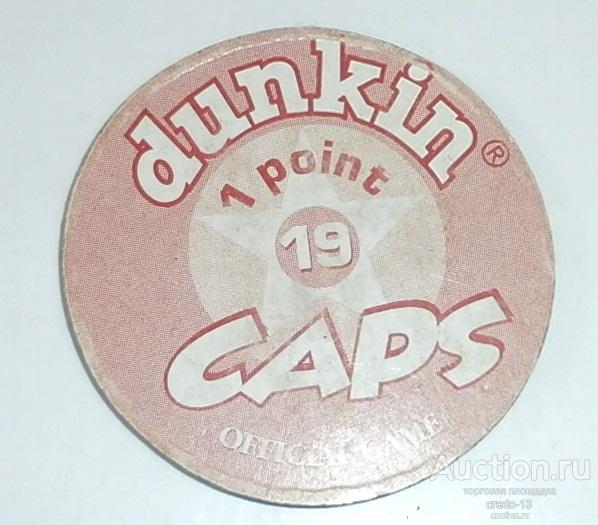 dunkin®
1 point
19
CAPS
OFFICIAL GAME
Auction.ru
торговая площадка
credo-13
auction.ru